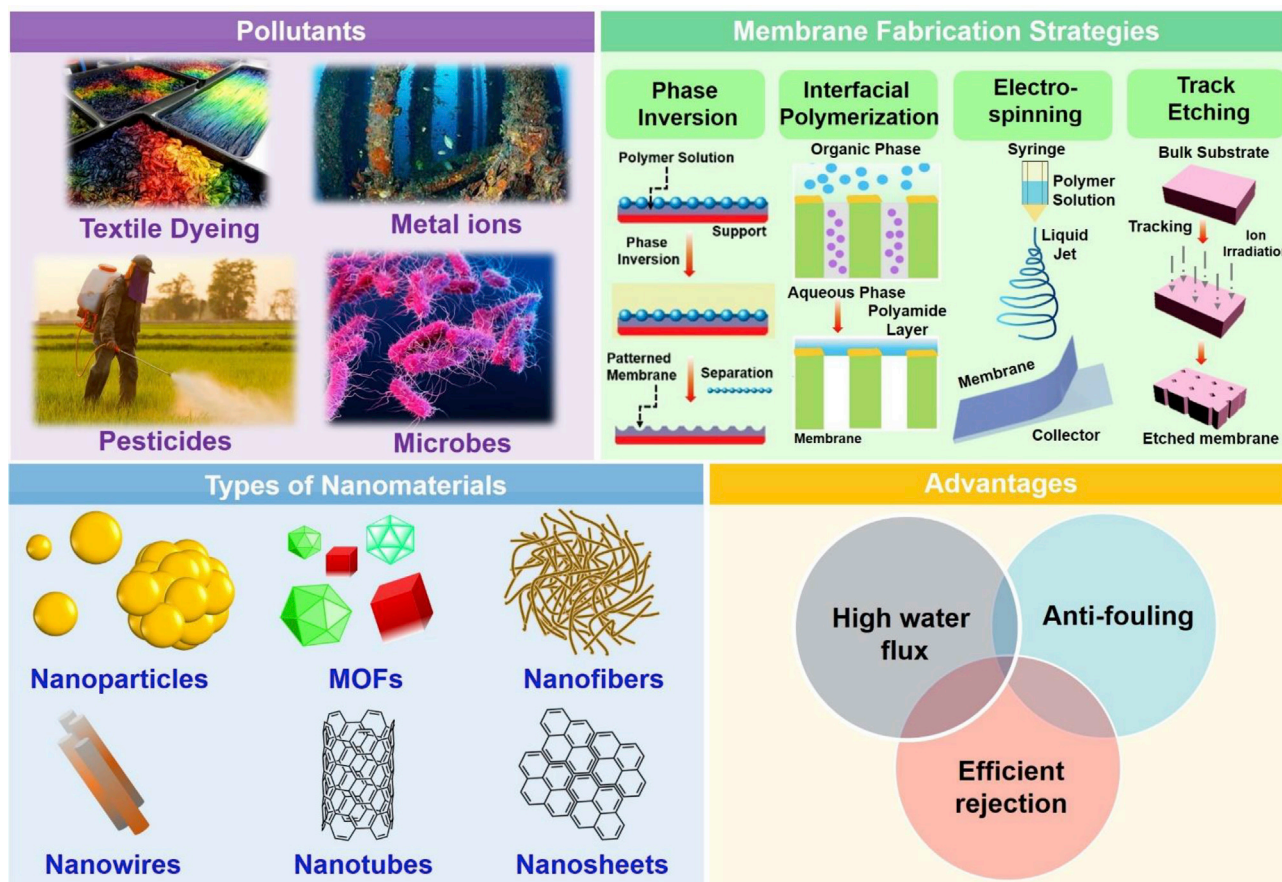 Pollutants
Textile Dyeing
Metal ions
Pesticides
Microbes
Membrane Fabrication Strategies
Phase
Inversion
Polymer Solution
Support
Phase
Inversion
Patterned
Membrane
Separation
Interfacial
Polymerization
Organic Phase
Aqueous Phase
Polyamide
Layer
Membrane
Electro-
spinning
Syringe
Polymer
Solution
Liquid
Jet
Membrane
Collector
Track
Etching
Bulk Substrate
Tracking
Ion
Irradiation
Etched membrane
Types of Nanomaterials
Nanoparticles
MOFs
Nanofibers
Nanowires
Nanotubes
Nanosheets
Advantages
High water
flux
Anti-fouling
Efficient
rejection